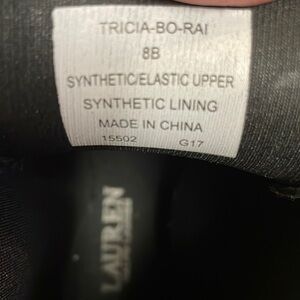 TRICIA-BO-RAI
8B
SYNTHETIC/ELASTIC UPPER
SYNTHETIC LINING
MADE IN CHINA
15502 G17
LAUREN